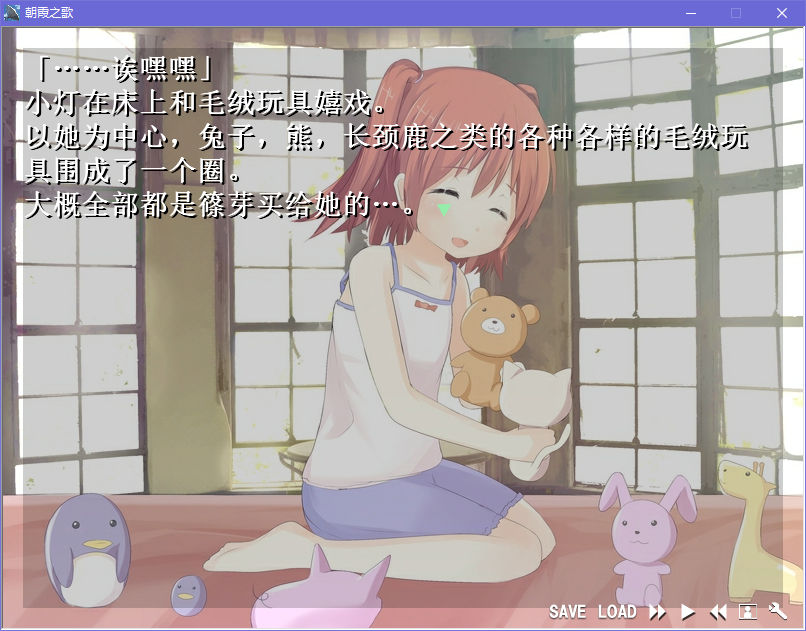 朝霞之歌
「……诶嘿嘿」
小灯在床上和毛绒玩具嬉戏。
以她为中心，兔子，熊，长颈鹿之类的各种各样的毛绒玩
具围成了一个圈。
大概全部都是篠芽买给她的…。
SAVE LOAD